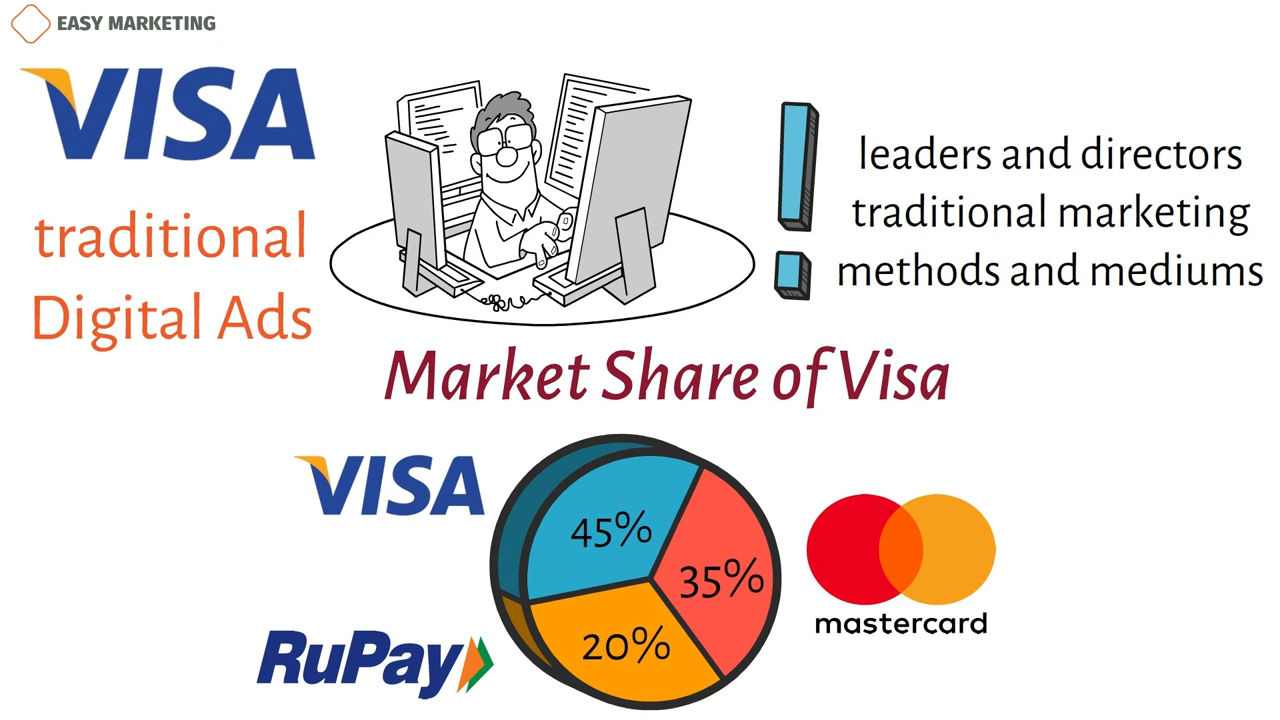 EASY MARKETING
VISA
traditional
Digital Ads
leaders and directors
traditional marketing
methods and mediums
Market Share of Visa
VISA
45%
35%
20%
mastercard
RuPay